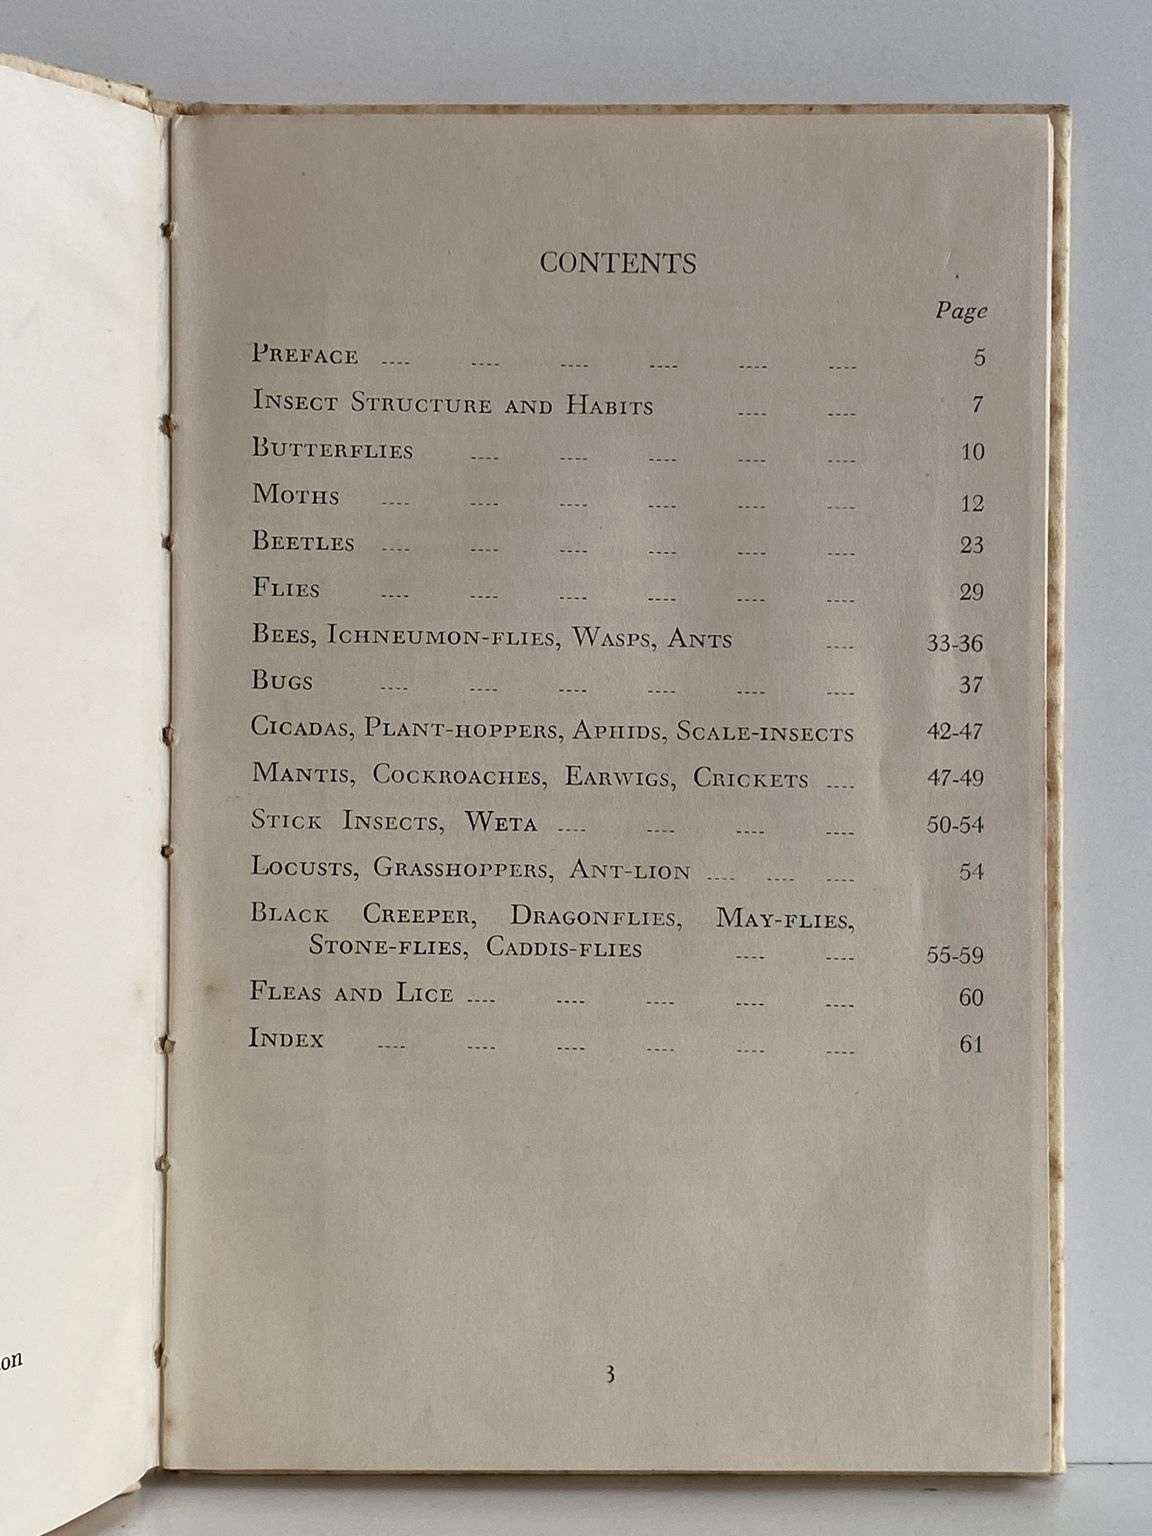 CONTENTS
Page
PREFACE .... .... .... .... .... .... 5
INSECT STRUCTURE AND HABITS .... .... 7
BUTTERFLIES .... .... .... .... .... 10
MOTHS .... .... .... .... .... .... 12
BEETLES .... .... .... .... .... .... 23
FLIES .... .... .... .... .... .... 29
BEES, ICHNEUMON-FLIES, WASPS, ANTS .... 33-36
BUGS .... .... .... .... .... .... 37
CICADAS, PLANT-HOPPERS, APHIDS, SCALE-INSECTS 42-47
MANTIS, COCKROACHES, EARWIGS, CRICKETS .... 47-49
STICK INSECTS, WETA .... .... .... .... 50-54
LOCUSTS, GRASSHOPPERS, ANT-LION .... .... .... 54
BLACK CREEPER, DRAGONFLIES, MAY-FLIES,
STONE-FLIES, CADDIS-FLIES .... .... 55-59
FLEAS AND LICE .... .... .... .... .... 60
INDEX .... .... .... .... .... .... 61
3